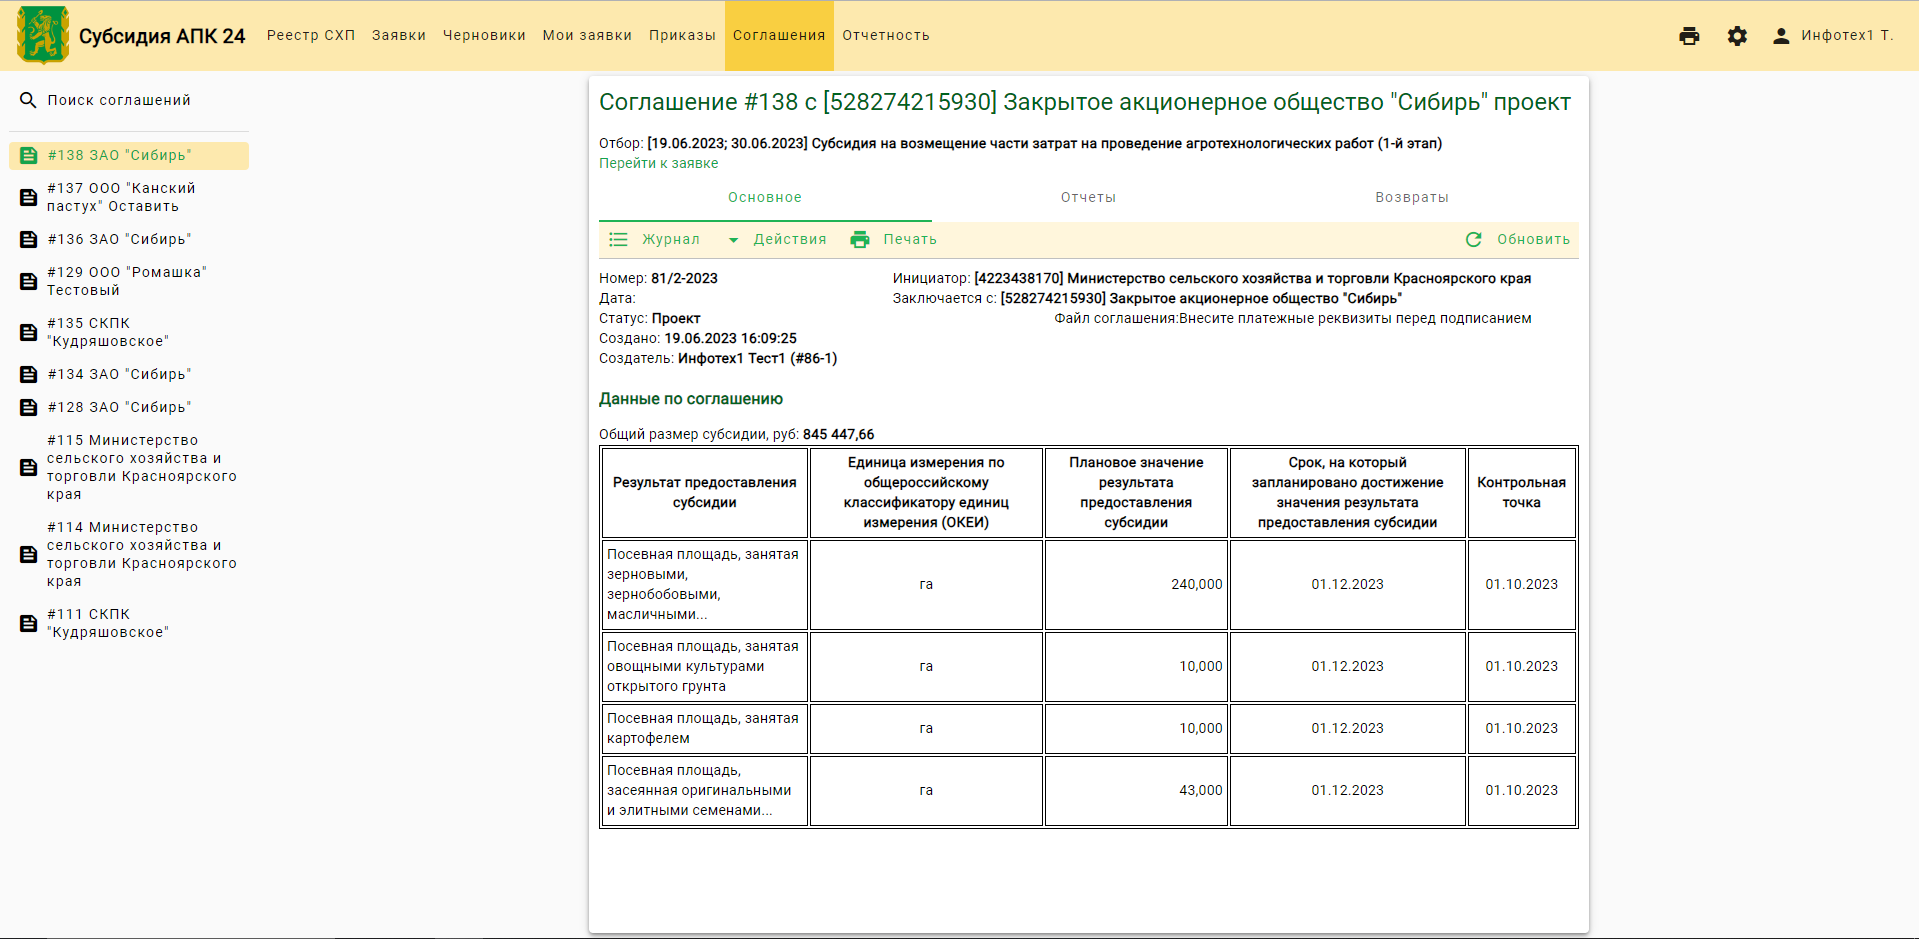 Субсидия АПК 24 Реестр СХП Заявки Черновики Мои заявки Приказы Соглашения Отчетность Инфотех1 Т.
Поиск соглашений
#138 ЗАО "Сибирь"
#137 ООО "Канский
пастух" Оставить
#136 ЗАО "Сибирь"
#129 ООО "Ромашка"
Тестовый
#135 СКПК
"Кудряшовское"
#134 ЗАО "Сибирь"
#128 ЗАО "Сибирь"
#115 Министерство
сельского хозяйства и
торговли Красноярского
края
#114 Министерство
сельского хозяйства и
торговли Красноярского
края
#111 СКПК
"Кудряшовское"
Соглашение #138 с [528274215930] Закрытое акционерное общество "Сибирь" проект
Отбор: [19.06.2023; 30.06.2023] Субсидия на возмещение части затрат на проведение агротехнологических работ (1-й этап)
Перейти к заявке
Основное Отчеты Возвраты
Журнал Действия Печать Обновить
Номер: 81/2-2023
Дата:
Статус: Проект
Создано: 19.06.2023 16:09:25
Создатель: Инфотех1 Тест1 (#86-1)
Инициатор: [4223438170] Министерство сельского хозяйства и торговли Красноярского края
Заключается с: [528274215930] Закрытое акционерное общество "Сибирь"
Файл соглашения:Внесите платежные реквизиты перед подписанием
Данные по соглашению
Общий размер субсидии, руб: 845 447,66
Результат предоставления
субсидии
Единица измерения по
общероссийскому
классификатору единиц
измерения (ОКЕИ)
Плановое значение
результата
предоставления
субсидии
Срок, на который
запланировано достижение
значения результата
предоставления субсидии
Контрольная
точка
Посевная площадь, занятая
зерновыми,
зернобобовыми,
масличными...
га 240,000 01.12.2023 01.10.2023
Посевная площадь, занятая
овощными культурами
открытого грунта
га 10,000 01.12.2023 01.10.2023
Посевная площадь, занятая
картофелем
га 10,000 01.12.2023 01.10.2023
Посевная площадь,
засеянная оригинальными
и элитными семенами...
га 43,000 01.12.2023 01.10.2023